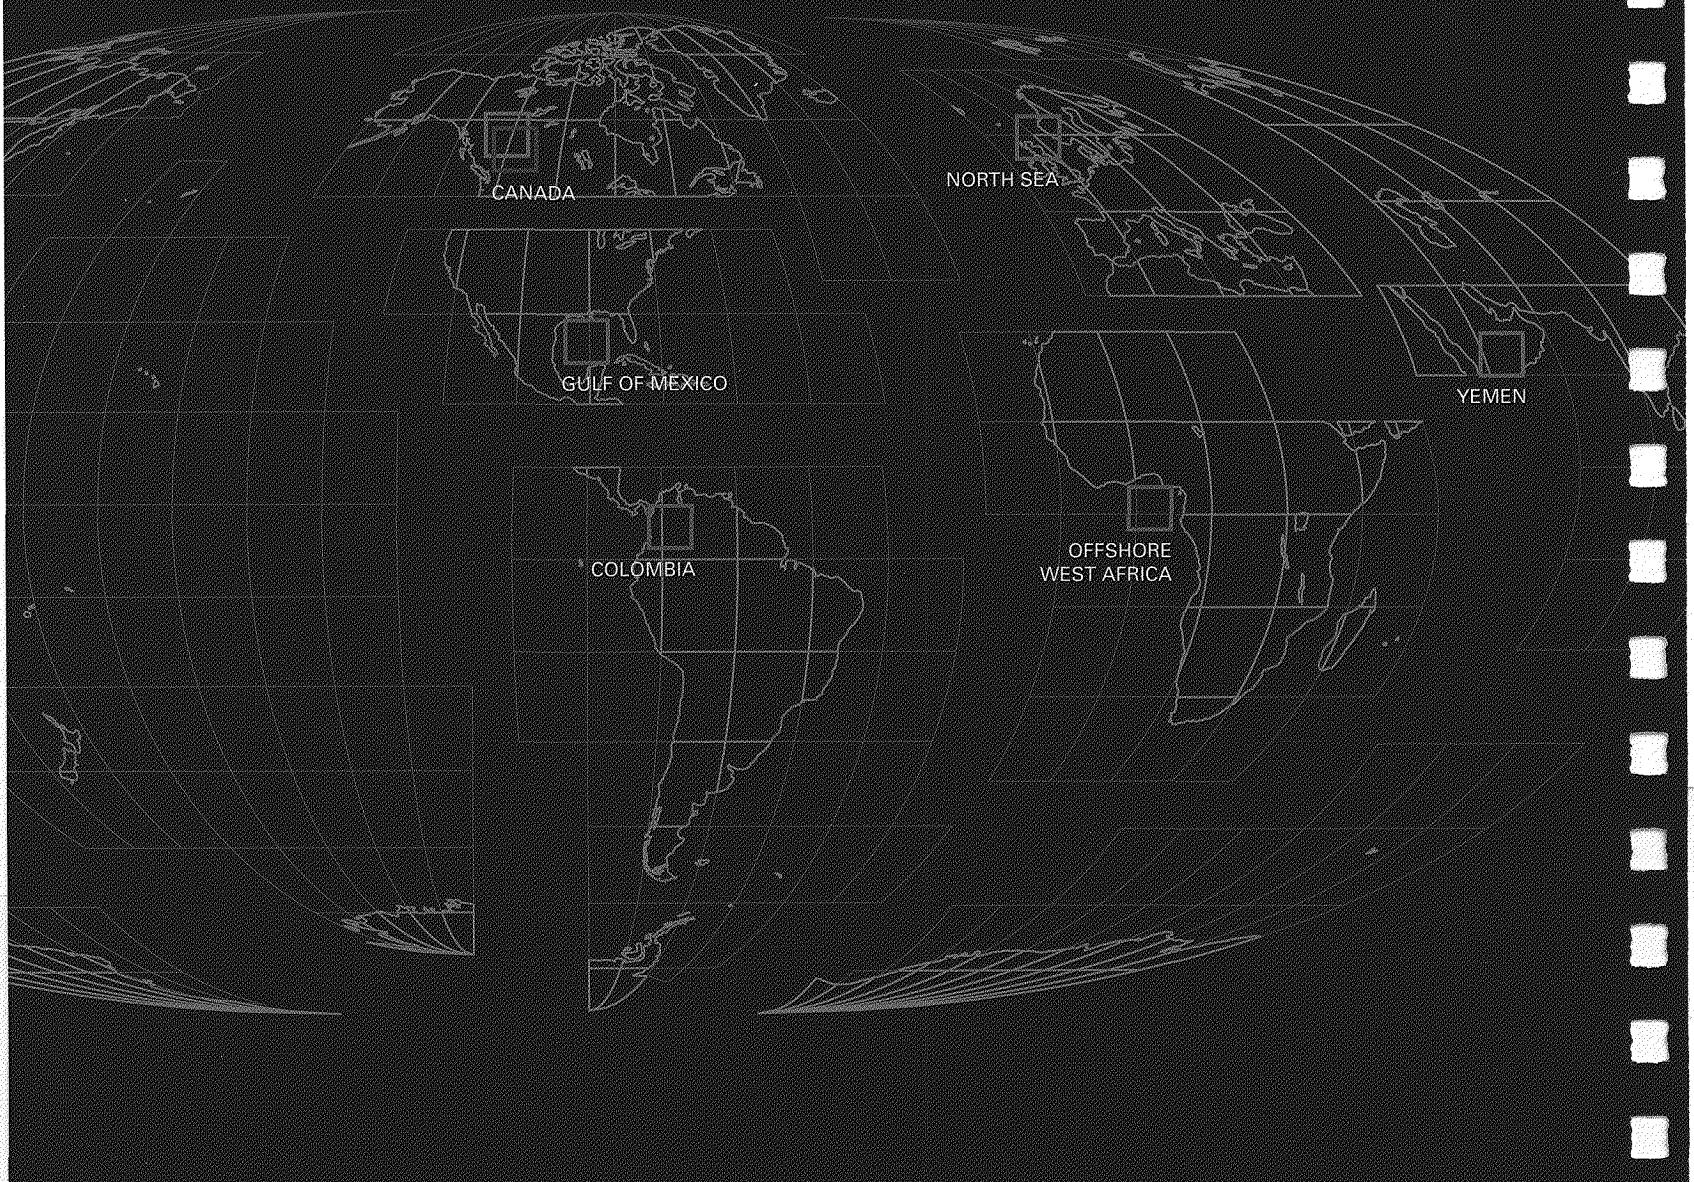 CANADA
NORTH SEA
GULF OF MEXICO
YEMEN
COLOMBIA
OFFSHORE
WEST AFRICA